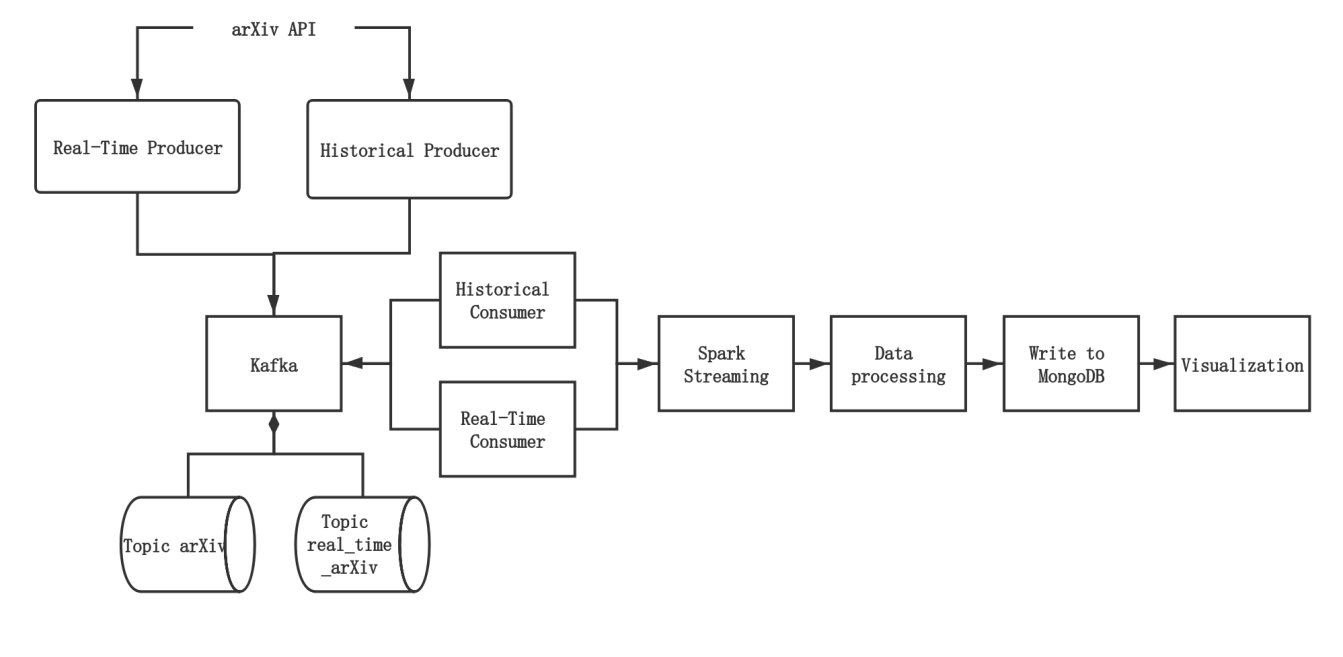 arXiv API
Real-Time Producer
Historical Producer
Historical
Consumer
Kafka
Real-Time
Consumer
Spark
Streaming
Data
processing
Write to
MongoDB
Visualization
Topic arXiv
Topic
real_time
_arXiv